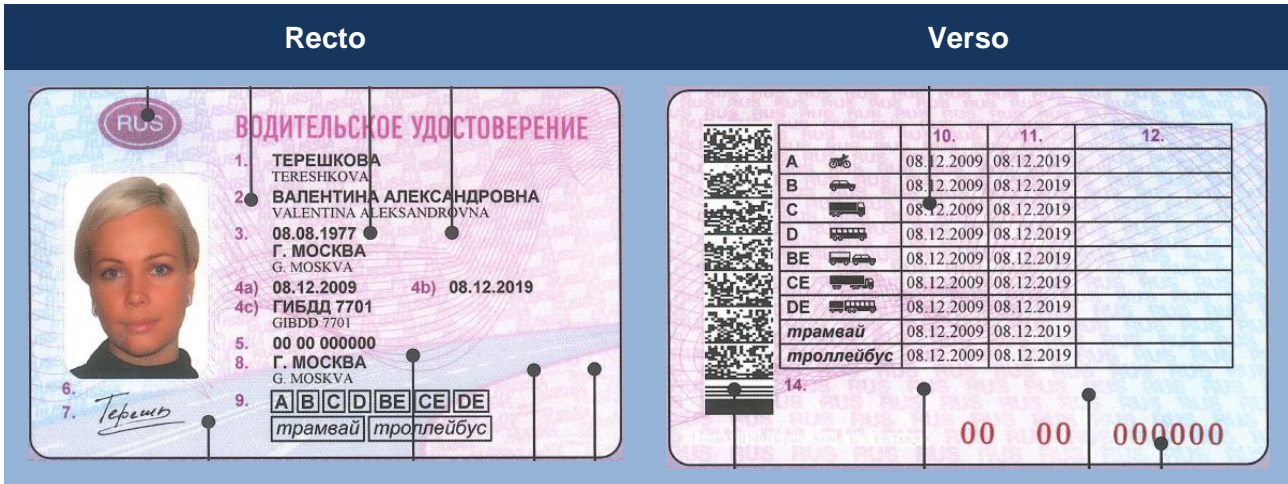 Recto
Verso
RUS
ВОДИТЕЛЬСКОЕ УДОСТОВЕРЕНИЕ
1. ТЕРЕШКОВА
TERESHKOVA
2. ВАЛЕНТИНА АЛЕКСАНДРОВНА
VALENTINA ALEKSANDROVNA
3. 08.08.1977
Г. МОСКВА
G. MOSKVA
4a) 08.12.2009 4b) 08.12.2019
4c) ГИБДД 7701
GIBDD 7701
5. 00 00 000000
8. Г. МОСКВА
G. MOSKVA
6.
7. Терешк
9. A B C D BE CE DE
трамвай троллейбус
10. 11. 12.
A 08.12.2009 08.12.2019
B 08.12.2009 08.12.2019
C 08.12.2009 08.12.2019
D 08.12.2009 08.12.2019
BE 08.12.2009 08.12.2019
CE 08.12.2009 08.12.2019
DE 08.12.2009 08.12.2019
трамвай 08.12.2009 08.12.2019
троллейбус 08.12.2009 08.12.2019
14.
00 00 000000